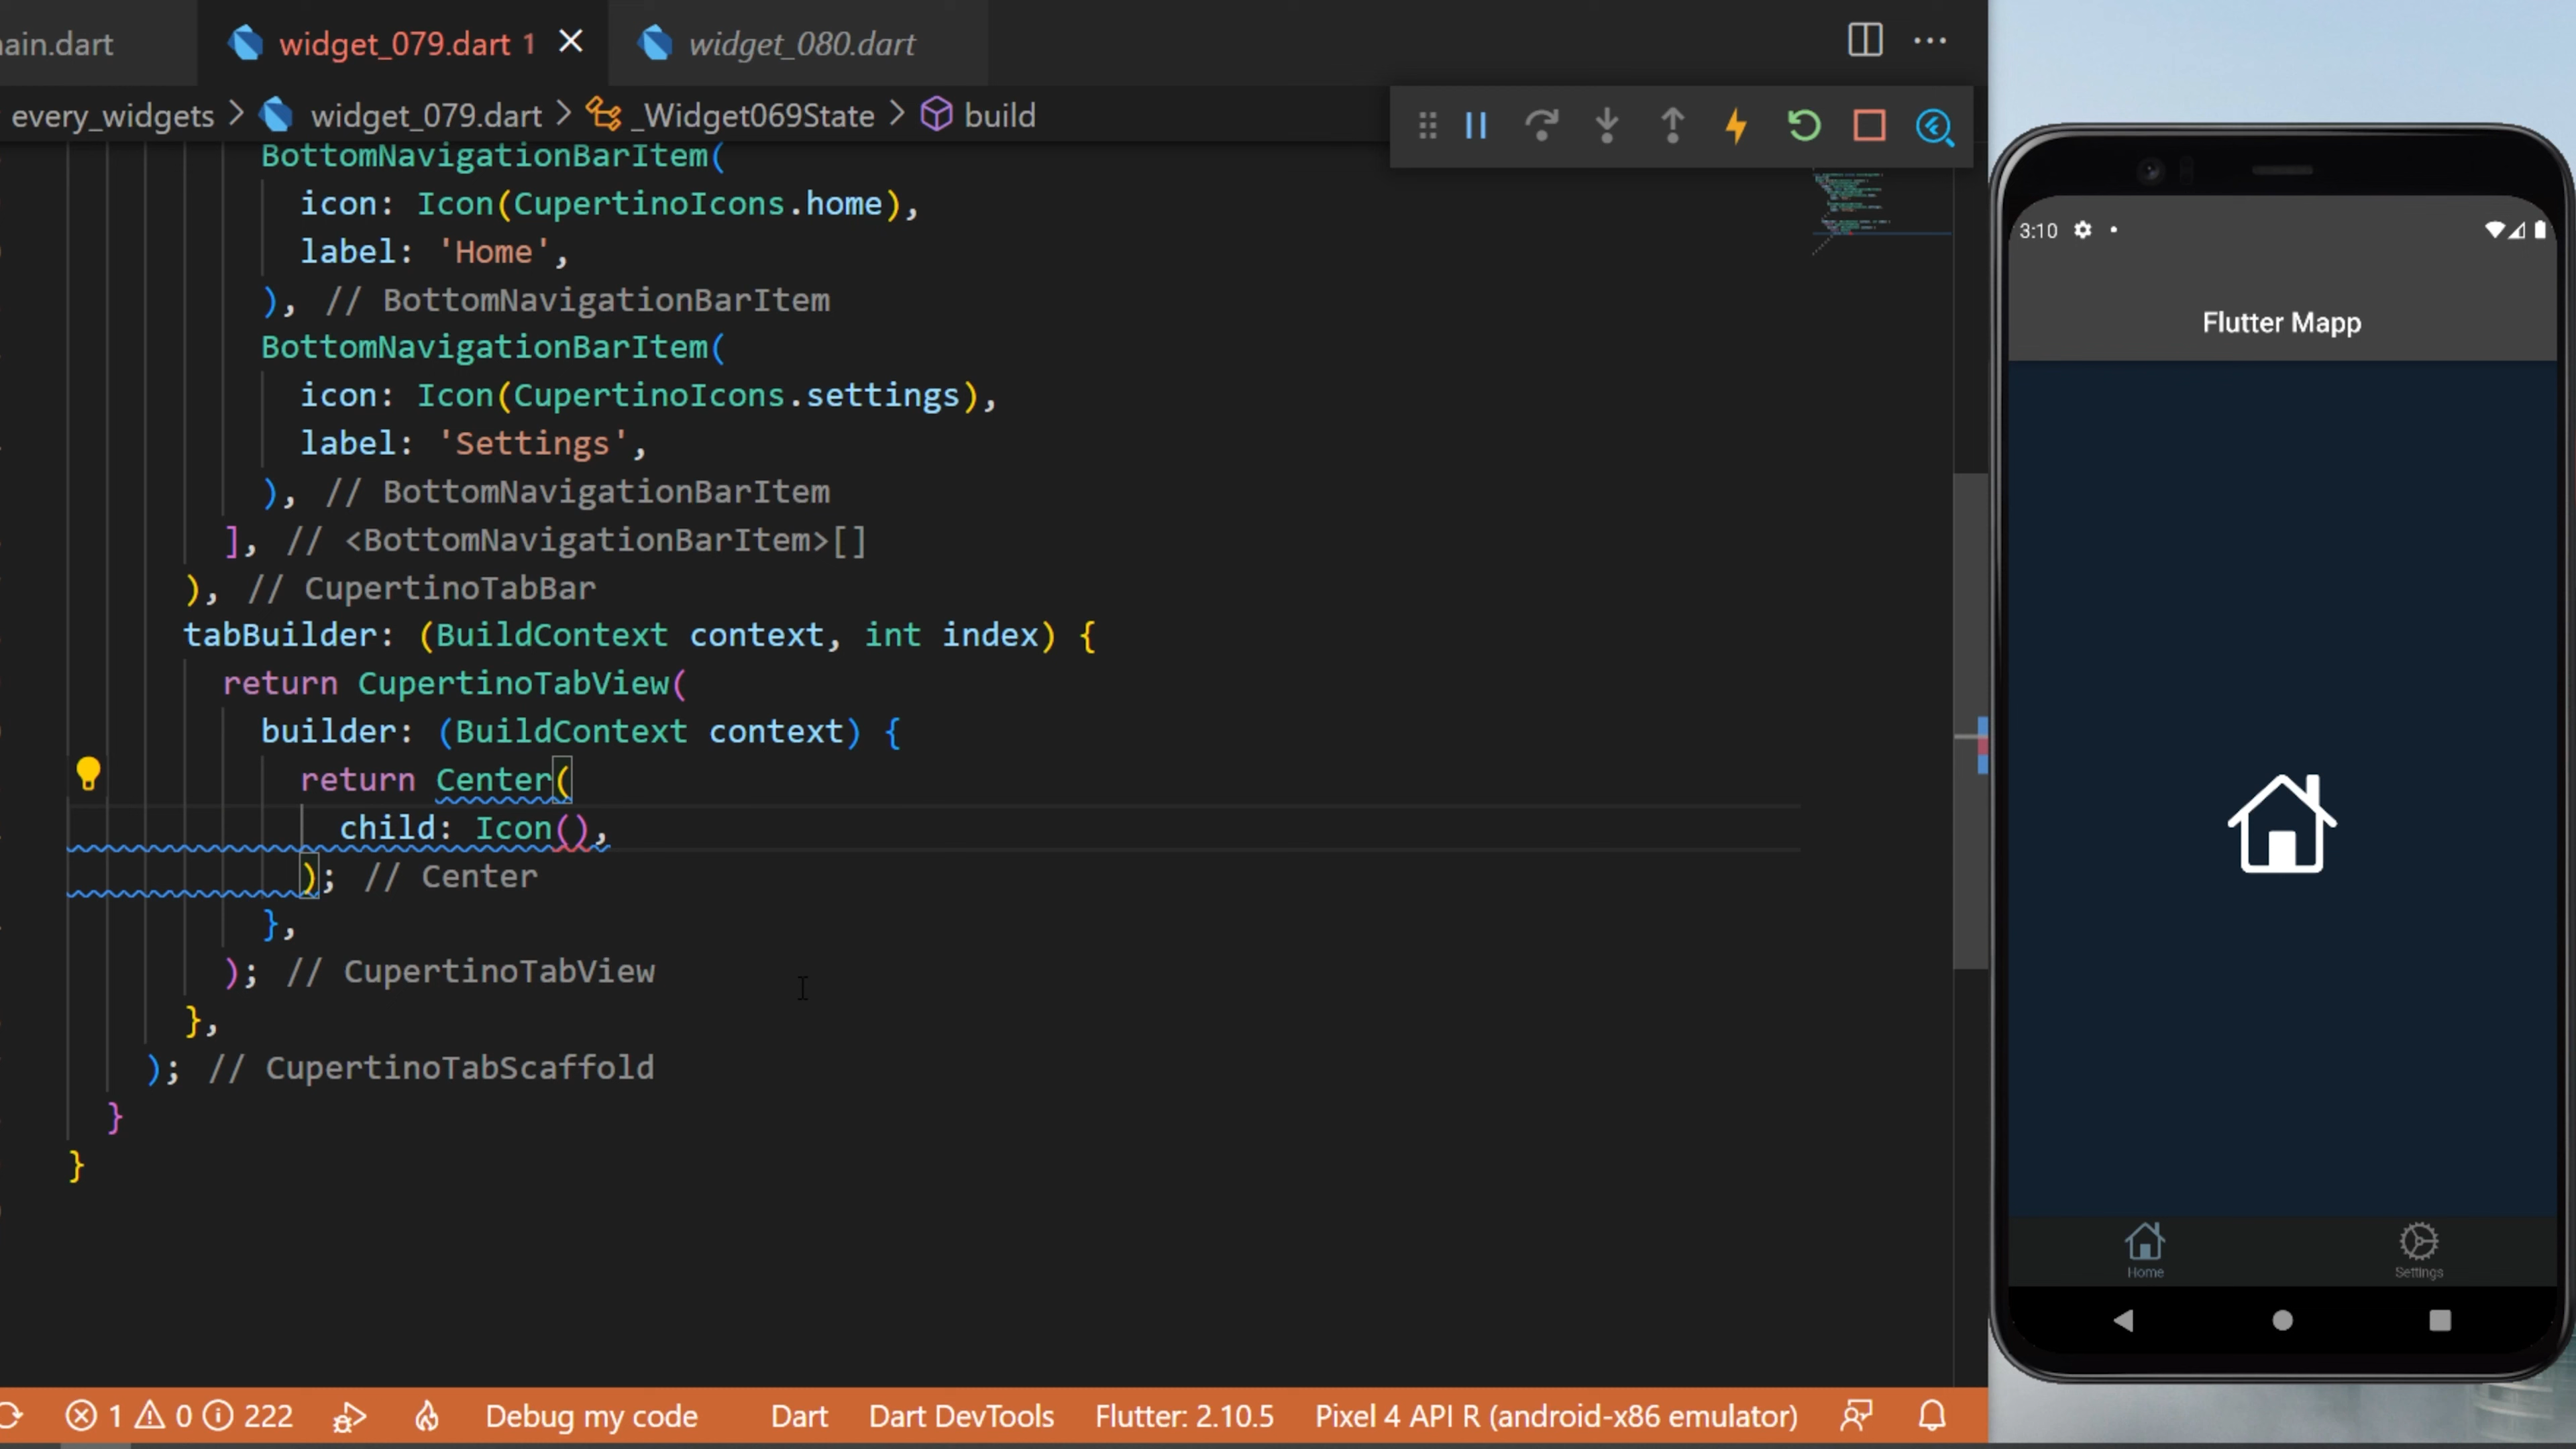 ain.dart
widget_079.dart 1
widget_080.dart
every_widgets > widget_079.dart > _Widget069State > build
BottomNavigationBarItem(
icon: Icon(CupertinoIcons.home),
label: 'Home',
), // BottomNavigationBarItem
BottomNavigationBarItem(
icon: Icon(CupertinoIcons.settings),
label: 'Settings',
), // BottomNavigationBarItem
], // <BottomNavigationBarItem>[]
), // CupertinoTabBar
tabBuilder: (BuildContext context, int index) {
return CupertinoTabView(
builder: (BuildContext context) {
return Center(
child: Icon(),
); // Center
},
); // CupertinoTabView
},
); // CupertinoTabScaffold
}
}
1 0 222 Debug my code Dart Dart DevTools Flutter: 2.10.5 Pixel 4 API R (android-x86 emulator)
3:10
Flutter Mapp
Home
Settings